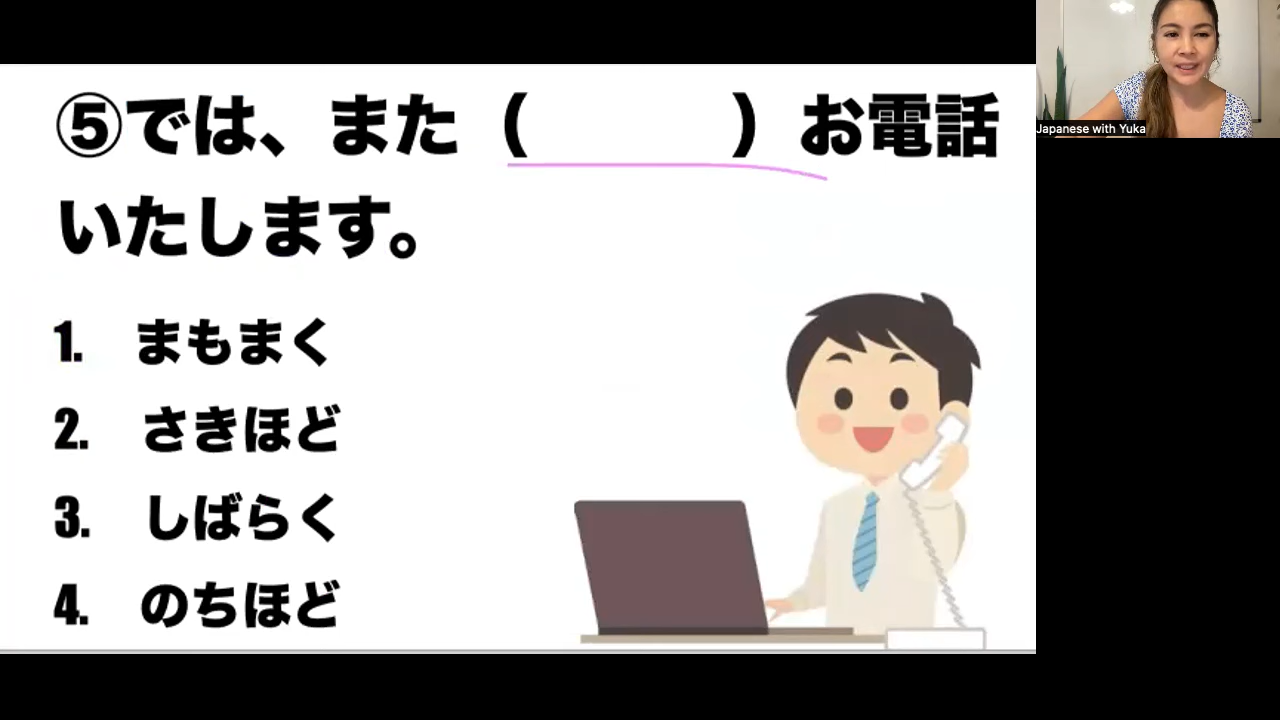 ⑤では、また（　　　）お電話
いたします。
1.　まもまく
2.　さきほど
3.　しばらく
4.　のちほど
Japanese with Yuka